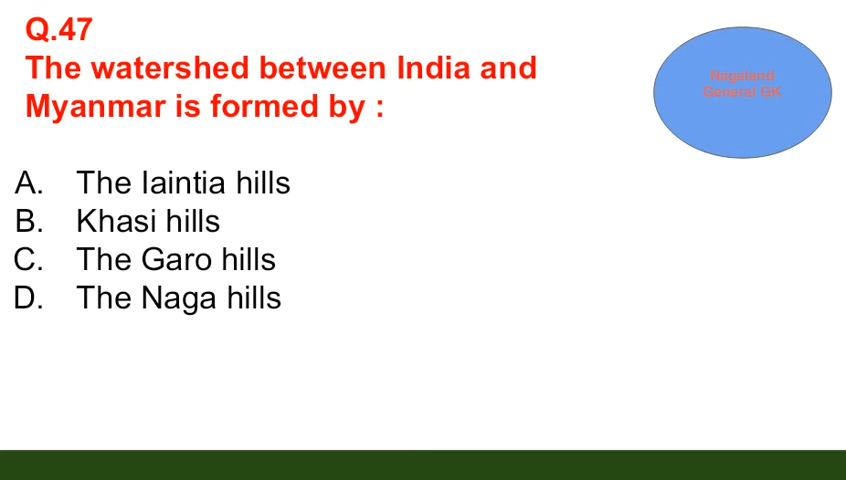 Q.47
The watershed between India and
Myanmar is formed by :
Nagaland
General GK
A. The Iaintia hills
B. Khasi hills
C. The Garo hills
D. The Naga hills